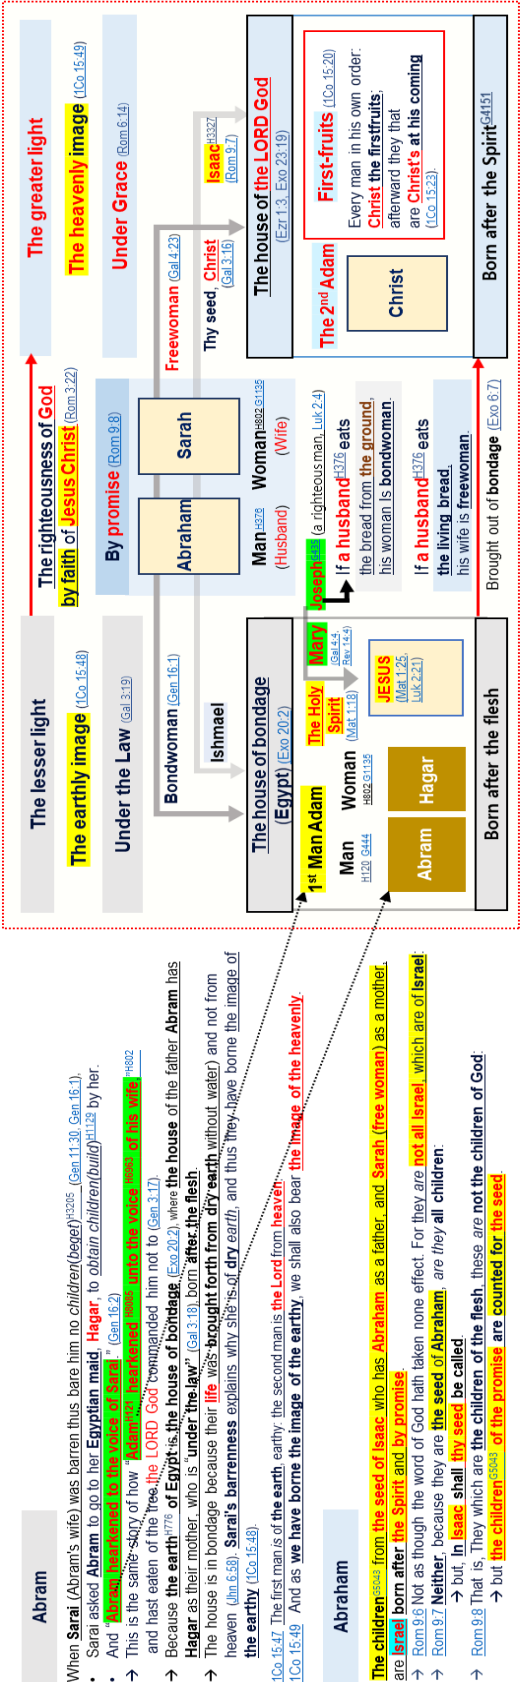 Abram
When Sarai (Abram's wife) was barren thus bare him no children(beget)H3205 (Gen 11:30, Gen 16:1),
• Sarai asked Abram to go to her Egyptian maid, Hagar, to obtain children(build)H1129 by her.
• And "Abram hearkened to the voice of Sarai." (Gen 16:2)
→ This is the same story of how "AdamH121 hearkened H8085 unto the voice H6963 of his wife,"H802
and hast eaten of the tree, the LORD God commanded him not to (Gen 3:17).
→ Because the earthH776 of Egypt is the house of bondage (Exo 20:2), where the house of the father Abram has
Hagar as their mother, who is "under the law" (Gal 3:18), born after the flesh.
→ The house is in bondage because their life was brought forth from dry earth without water) and not from
heaven (Jhn 6:58). Sarai's barrenness explains why she is of dry earth, and thus they have borne the image of
the earthy (1Co 15:48).
1Co 15:47 The first man is of the earth, earthy: the second man is the Lord from heaven.
1Co 15:49 And as we have borne the image of the earthy, we shall also bear the image of the heavenly.
Abraham
The childrenG5043 from the seed of Isaac who has Abraham as a father, and Sarah (free woman) as a mother,
are Israel born after the Spirit and by promise.
→ Rom 9:6 Not as though the word of God hath taken none effect. For they are not all Israel, which are of Israel:
→ Rom 9:7 Neither, because they are the seed of Abraham, are they all children:
→ but, In Isaac shall thy seed be called.
→ Rom 9:8 That is, They which are the children of the flesh, these are not the children of God:
→ but the childrenG5043 of the promise are counted for the seed.
The lesser light
The righteousness of God
by faith of Jesus Christ (Rom 3:22)
The greater light
The earthly image (1Co 15:48)
The heavenly image (1Co 15:49)
Under the Law (Gal 3:19)
By promise (Rom 9:8)
Under Grace (Rom 6:14)
Bondwoman (Gen 16:1)
Abraham
Sarah
Freewoman (Gal 4:23)
Ishmael
Thy seed, Christ
(Gal 3:16)
IsaacH3327
(Rom 9:7)
ManH376
(Husband)
WomanH802 G1135
(Wife)
The house of bondage
(Egypt) (Exo 20:2)
The house of the LORD God
(Ezr 1:3, Exo 23:19)
1st Man Adam
The Holy
Spirit
(Mat 1:18)
Mary
(Gal 4:4,
Rev 14:4)
JosephG435 (a righteous man, Luk 2:4)
If a husbandH376 eats
the bread from the ground,
his woman Is bondwoman.
If a husbandH376 eats
the living bread,
his wife is freewoman.
Man
H120 G444
Woman
H802 G1135
Abram
Hagar
JESUS
(Mat 1:25,
Luk 2:21)
The 2nd Adam
Christ
First-fruits (1Co 15:20)
Every man in his own order:
Christ the firstfruits;
afterward they that
are Christ's at his coming
(1Co 15:23).
Born after the flesh
Brought out of bondage (Exo 6:7)
Born after the SpiritG4151